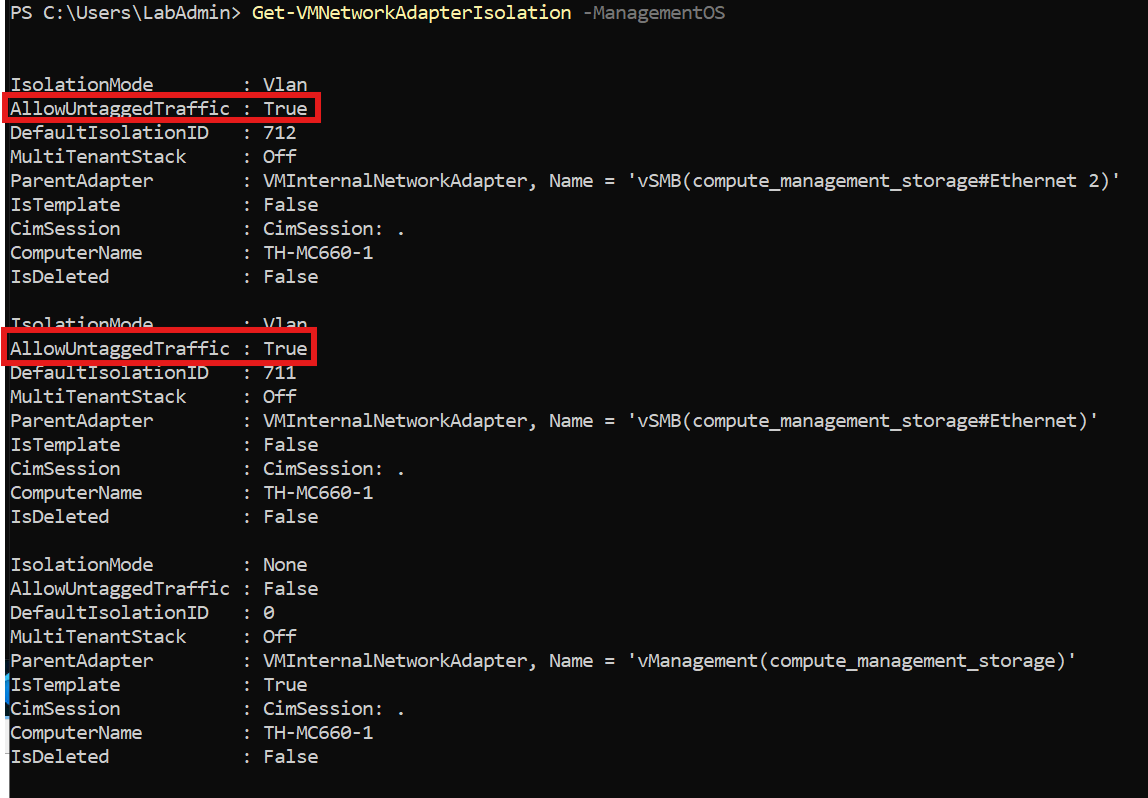 PS C:\Users\LabAdmin> Get-VMNetworkAdapterIsolation -ManagementOS
IsolationMode : Vlan
AllowUntaggedTraffic : True
DefaultIsolationID : 712
MultiTenantStack : Off
ParentAdapter : VMInternalNetworkAdapter, Name = 'vSMB(compute_management_storage#Ethernet 2)'
IsTemplate : False
CimSession : CimSession: .
ComputerName : TH-MC660-1
IsDeleted : False
IsolationMode : Vlan
AllowUntaggedTraffic : True
DefaultIsolationID : 711
MultiTenantStack : Off
ParentAdapter : VMInternalNetworkAdapter, Name = 'vSMB(compute_management_storage#Ethernet)'
IsTemplate : False
CimSession : CimSession: .
ComputerName : TH-MC660-1
IsDeleted : False
IsolationMode : None
AllowUntaggedTraffic : False
DefaultIsolationID : 0
MultiTenantStack : Off
ParentAdapter : VMInternalNetworkAdapter, Name = 'vManagement(compute_management_storage)'
IsTemplate : True
CimSession : CimSession: .
ComputerName : TH-MC660-1
IsDeleted : False